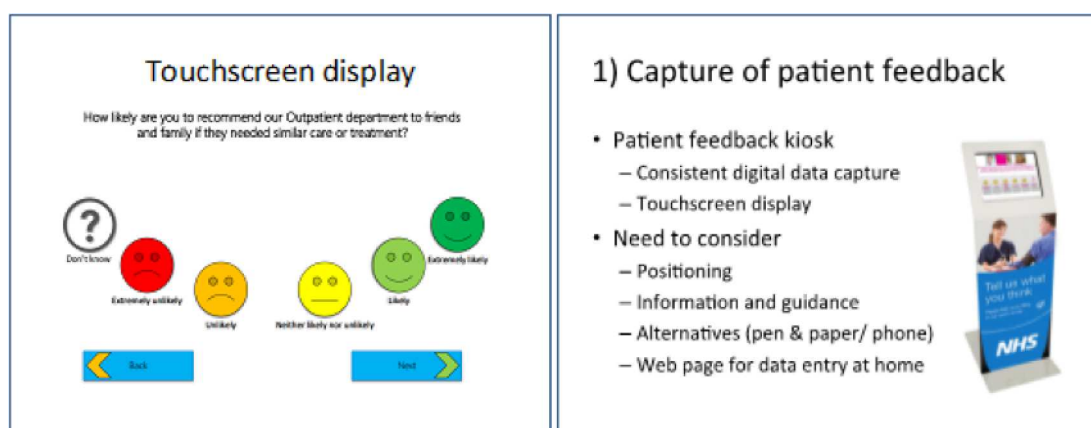 Touchscreen display
How likely are you to recommend our Outpatient department to friends
and family if they needed similar care or treatment?
?
Don't know
Extremely unlikely
Unlikely
Neither likely nor unlikely
Likely
Extremely likely
Back
Next
1) Capture of patient feedback
• Patient feedback kiosk
– Consistent digital data capture
– Touchscreen display
• Need to consider
– Positioning
– Information and guidance
– Alternatives (pen & paper/ phone)
– Web page for data entry at home
Tell us what
you think
NHS